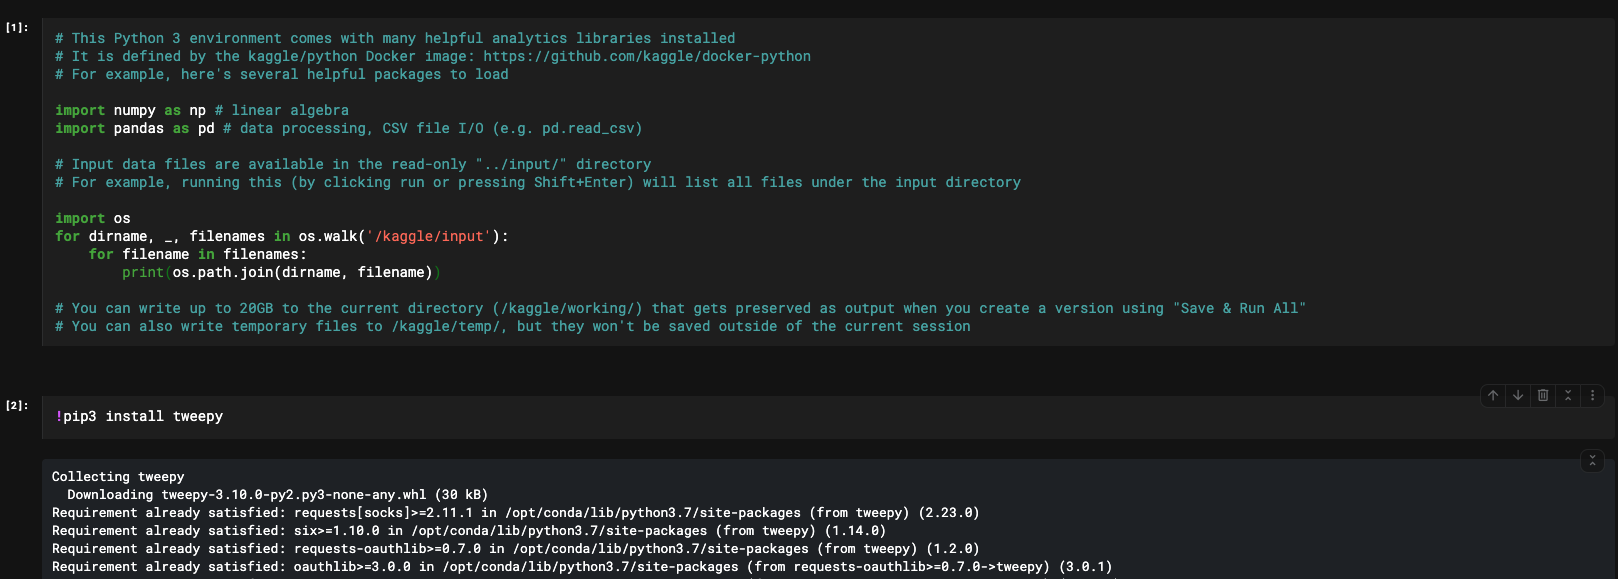 [1]:
# This Python 3 environment comes with many helpful analytics libraries installed
# It is defined by the kaggle/python Docker image: https://github.com/kaggle/docker-python
# For example, here's several helpful packages to load
import numpy as np # linear algebra
import pandas as pd # data processing, CSV file I/O (e.g. pd.read_csv)
# Input data files are available in the read-only "../input/" directory
# For example, running this (by clicking run or pressing Shift+Enter) will list all files under the input directory
import os
for dirname, _, filenames in os.walk('/kaggle/input'):
    for filename in filenames:
        print(os.path.join(dirname, filename))
# You can write up to 20GB to the current directory (/kaggle/working/) that gets preserved as output when you create a version using "Save & Run All"
# You can also write temporary files to /kaggle/temp/, but they won't be saved outside of the current session
[2]:
!pip3 install tweepy
Collecting tweepy
  Downloading tweepy-3.10.0-py2.py3-none-any.whl (30 kB)
Requirement already satisfied: requests[socks]>=2.11.1 in /opt/conda/lib/python3.7/site-packages (from tweepy) (2.23.0)
Requirement already satisfied: six>=1.10.0 in /opt/conda/lib/python3.7/site-packages (from tweepy) (1.14.0)
Requirement already satisfied: requests-oauthlib>=0.7.0 in /opt/conda/lib/python3.7/site-packages (from tweepy) (1.2.0)
Requirement already satisfied: oauthlib>=3.0.0 in /opt/conda/lib/python3.7/site-packages (from requests-oauthlib>=0.7.0->tweepy) (3.0.1)